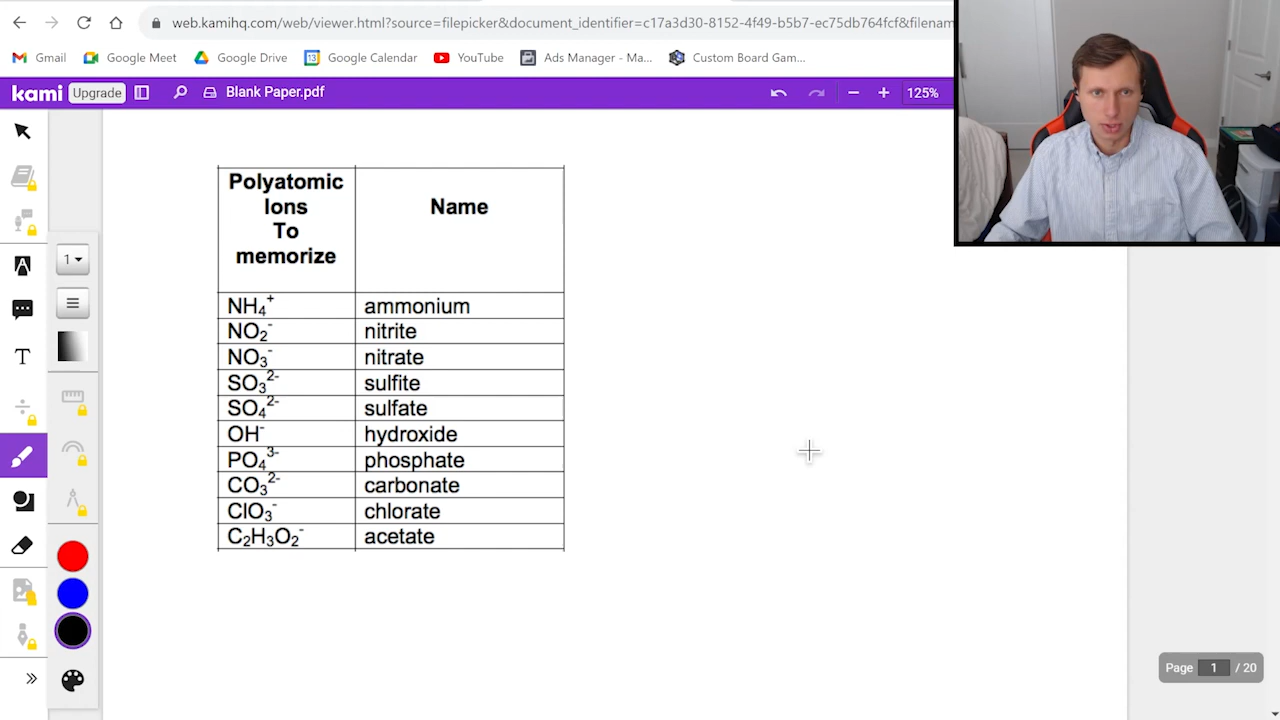 web.kamihq.com/web/viewer.html?source=filepicker&document_identifier=c17a3d30-8152-4f49-b5b7-ec75db764fcf&filenam
Gmail Google Meet 13 Google Calendar Google Drive YouTube Ads Manager - Ma... Custom Board Gam...
kami Upgrade Blank Paper.pdf 125%
Polyatomic Ions To memorize Name
NH₄⁺ ammonium
NO₂⁻ nitrite
NO₃⁻ nitrate
SO₃²⁻ sulfite
SO₄²⁻ sulfate
OH⁻ hydroxide
PO₄³⁻ phosphate
CO₃²⁻ carbonate
ClO₃⁻ chlorate
C₂H₃O₂⁻ acetate
1
T
Page 1 / 20